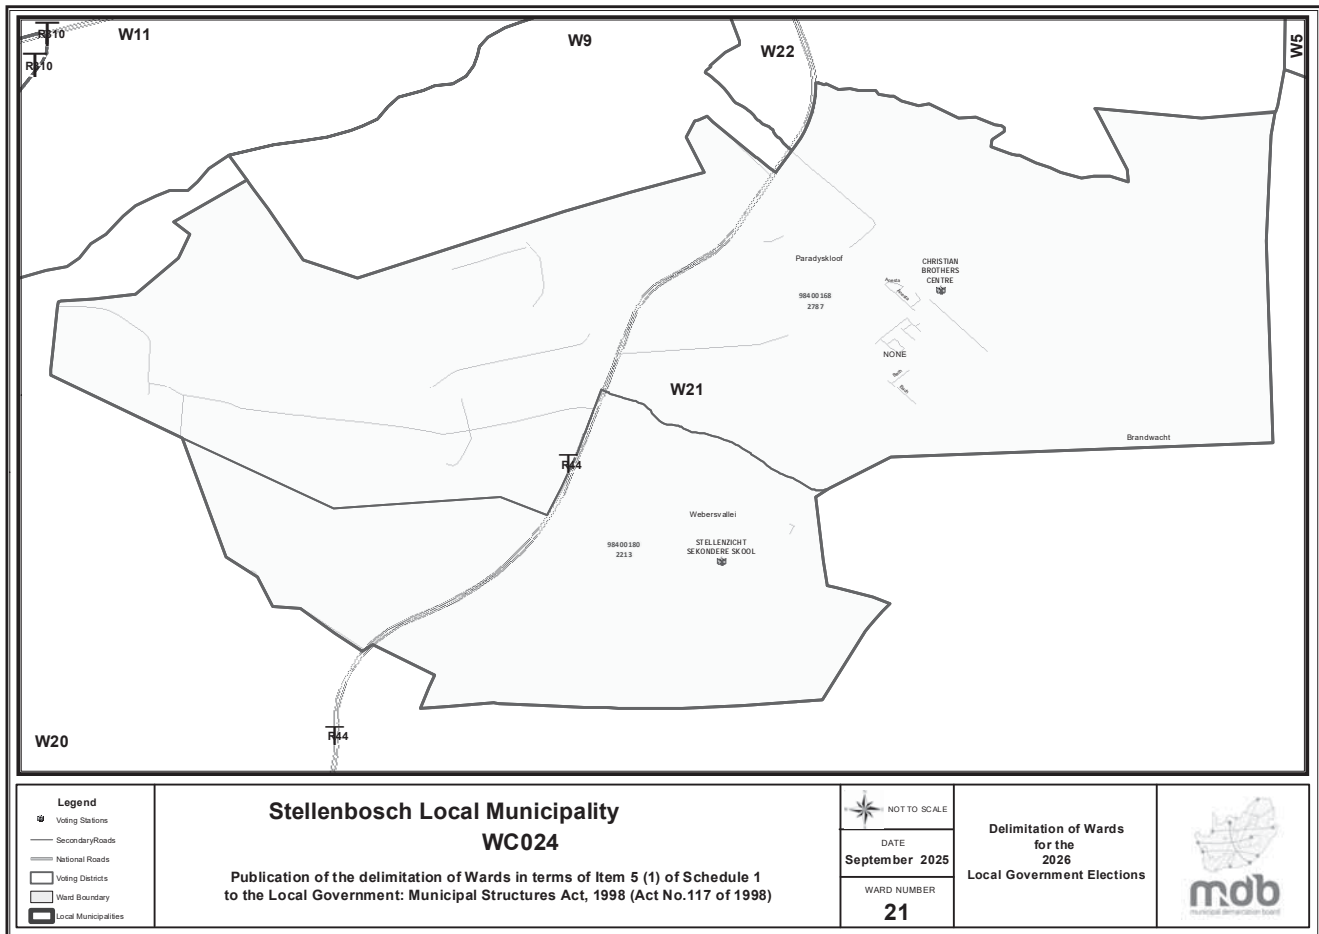 R310
W11
R310
W9
W22
W5
Paradyskloof
CHRISTIAN
BROTHERS
CENTRE
98400168
2787
NONE
W21
Brandwacht
R44
Webersvallei
98400180
2213
STELLENZICHT
SEKONDERE SKOOL
W20
R44
Legend
Voting Stations
SecondaryRoads
National Roads
Voting Districts
Ward Boundary
Local Municipalities
Stellenbosch Local Municipality
WC024
Publication of the delimitation of Wards in terms of Item 5 (1) of Schedule 1
to the Local Government: Municipal Structures Act, 1998 (Act No.117 of 1998)
NOT TO SCALE
DATE
September 2025
WARD NUMBER
21
Delimitation of Wards
for the
2026
Local Government Elections
mdb
municipal demarcation board